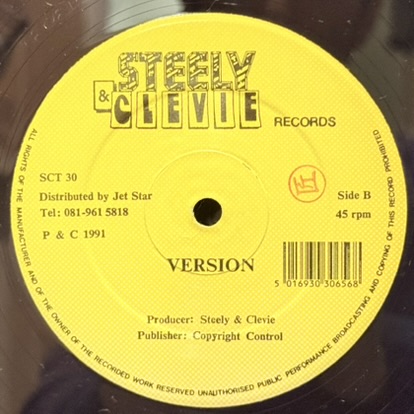 STEELY
& CLEVIE
RECORDS
SCT 30
Distributed by Jet Star
Tel: 081-961 5818
P & C 1991
Side B
45 rpm
VERSION
5 016930 306568
Producer: Steely & Clevie
Publisher: Copyright Control
ALL RIGHTS OF THE MANUFACTURER AND OF THE OWNER OF THE RECORDED WORK RESERVED UNAUTHORISED PUBLIC PERFORMANCE BROADCASTING AND COPYING OF THIS RECORD PROHIBITED